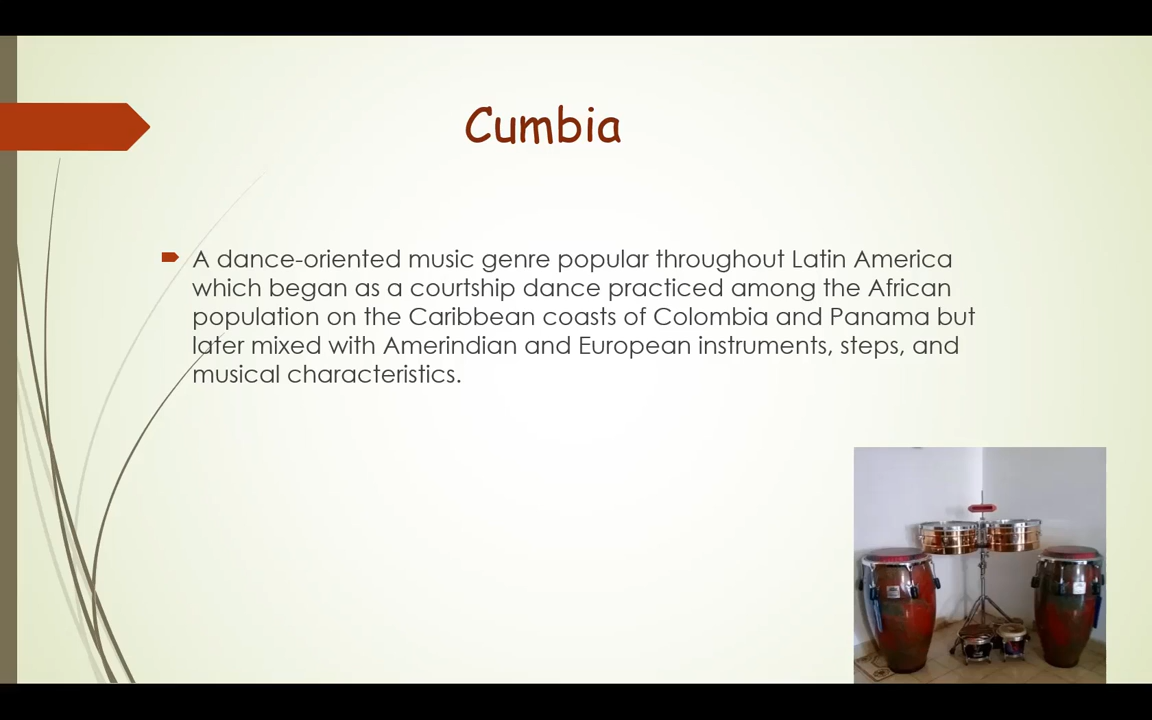 Cumbia
A dance-oriented music genre popular throughout Latin America
which began as a courtship dance practiced among the African
population on the Caribbean coasts of Colombia and Panama but
later mixed with Amerindian and European instruments, steps, and
musical characteristics.